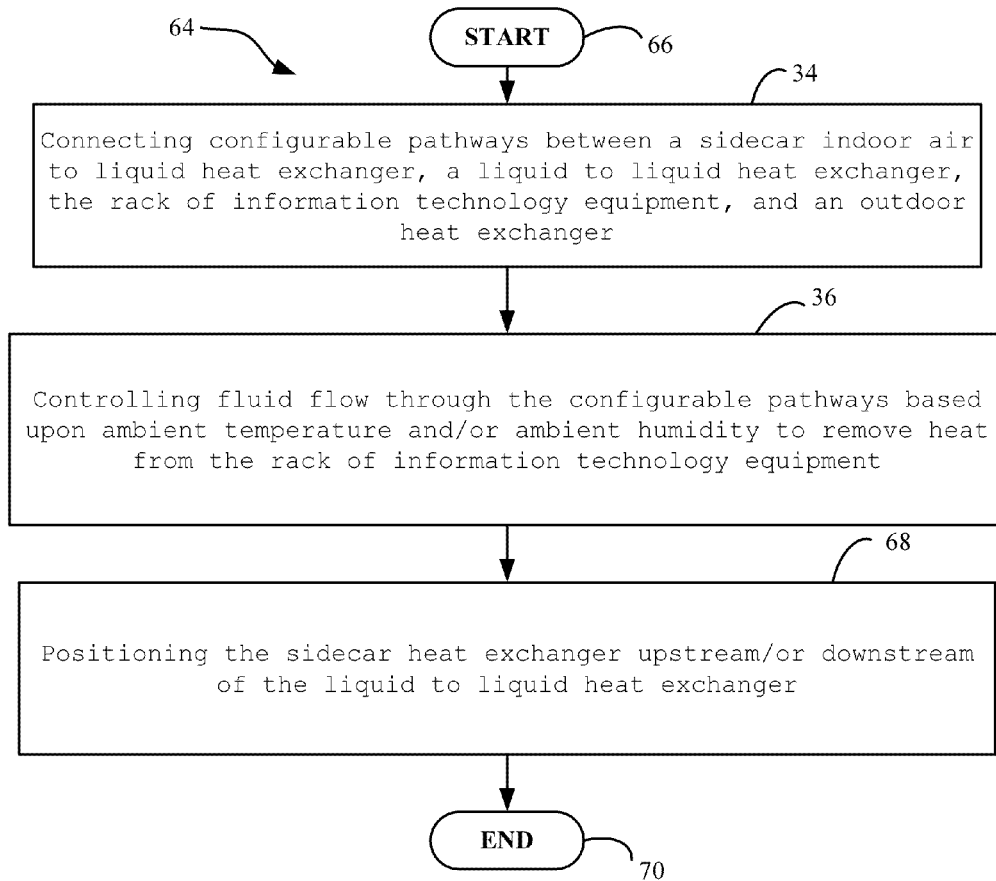 64
START
66
34
Connecting configurable pathways between a sidecar indoor air
to liquid heat exchanger, a liquid to liquid heat exchanger,
the rack of information technology equipment, and an outdoor
heat exchanger
36
Controlling fluid flow through the configurable pathways based
upon ambient temperature and/or ambient humidity to remove heat
from the rack of information technology equipment
68
Positioning the sidecar heat exchanger upstream/or downstream
of the liquid to liquid heat exchanger
END
70